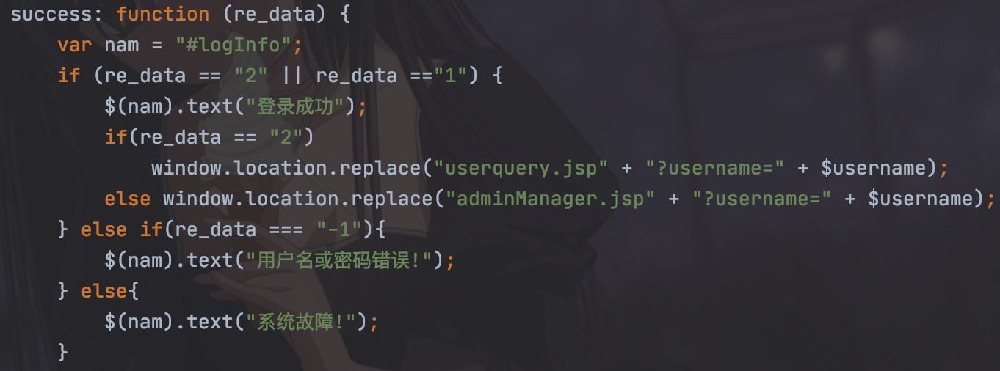 success: function (re_data) {
    var nam = "#logInfo";
    if (re_data == "2" || re_data =="1") {
        $(nam).text("登录成功");
        if(re_data == "2")
            window.location.replace("userquery.jsp" + "?username=" + $username);
        else window.location.replace("adminManager.jsp" + "?username=" + $username);
    } else if(re_data === "-1"){
        $(nam).text("用户名或密码错误!");
    } else{
        $(nam).text("系统故障!");
    }